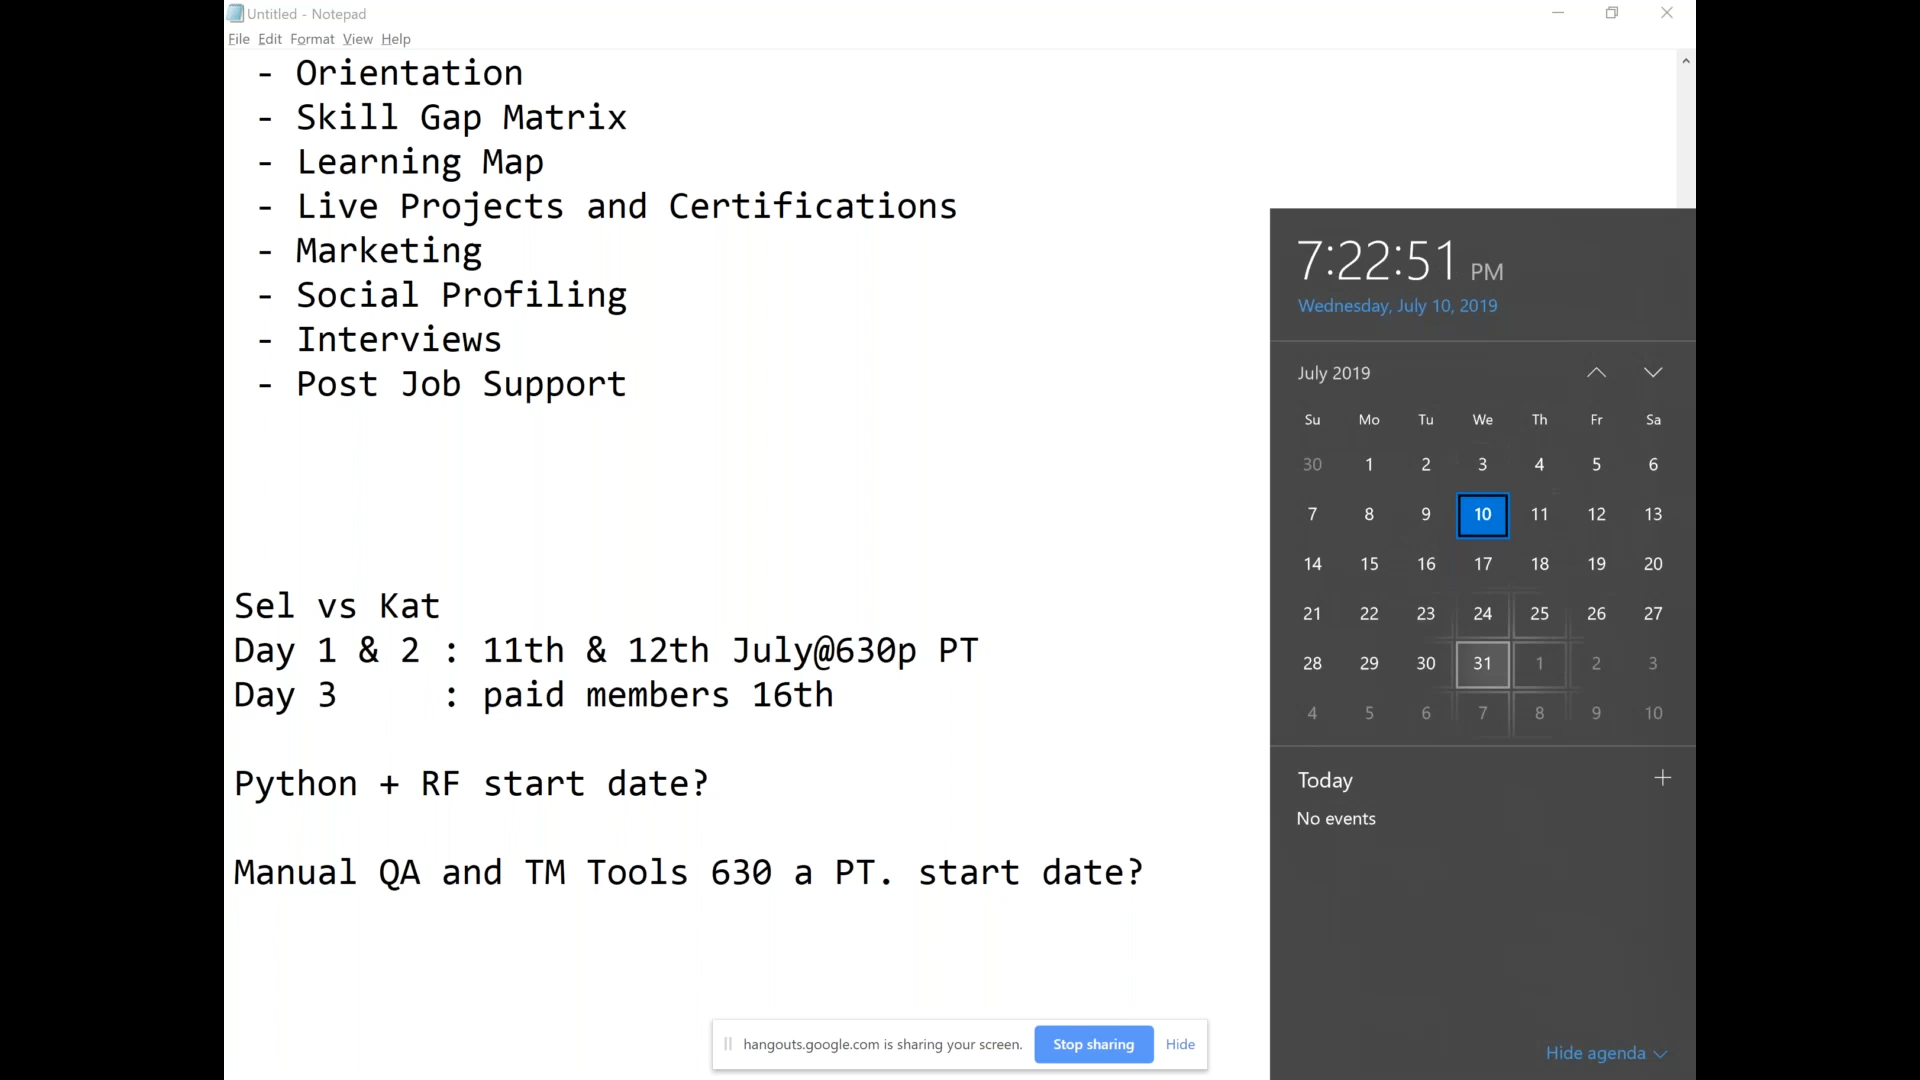 Untitled - Notepad
File Edit Format View Help
- Orientation
- Skill Gap Matrix
- Learning Map
- Live Projects and Certifications
- Marketing
- Social Profiling
- Interviews
- Post Job Support
Sel vs Kat
Day 1 & 2 : 11th & 12th July@630p PT
Day 3     : paid members 16th
Python + RF start date?
Manual QA and TM Tools 630 a PT. start date?
7:22:51 PM
Wednesday, July 10, 2019
July 2019
Su Mo Tu We Th Fr Sa
30 1 2 3 4 5 6
7 8 9 10 11 12 13
14 15 16 17 18 19 20
21 22 23 24 25 26 27
28 29 30 31 1 2 3
4 5 6 7 8 9 10
Today
No events
Hide agenda
hangouts.google.com is sharing your screen. Stop sharing Hide